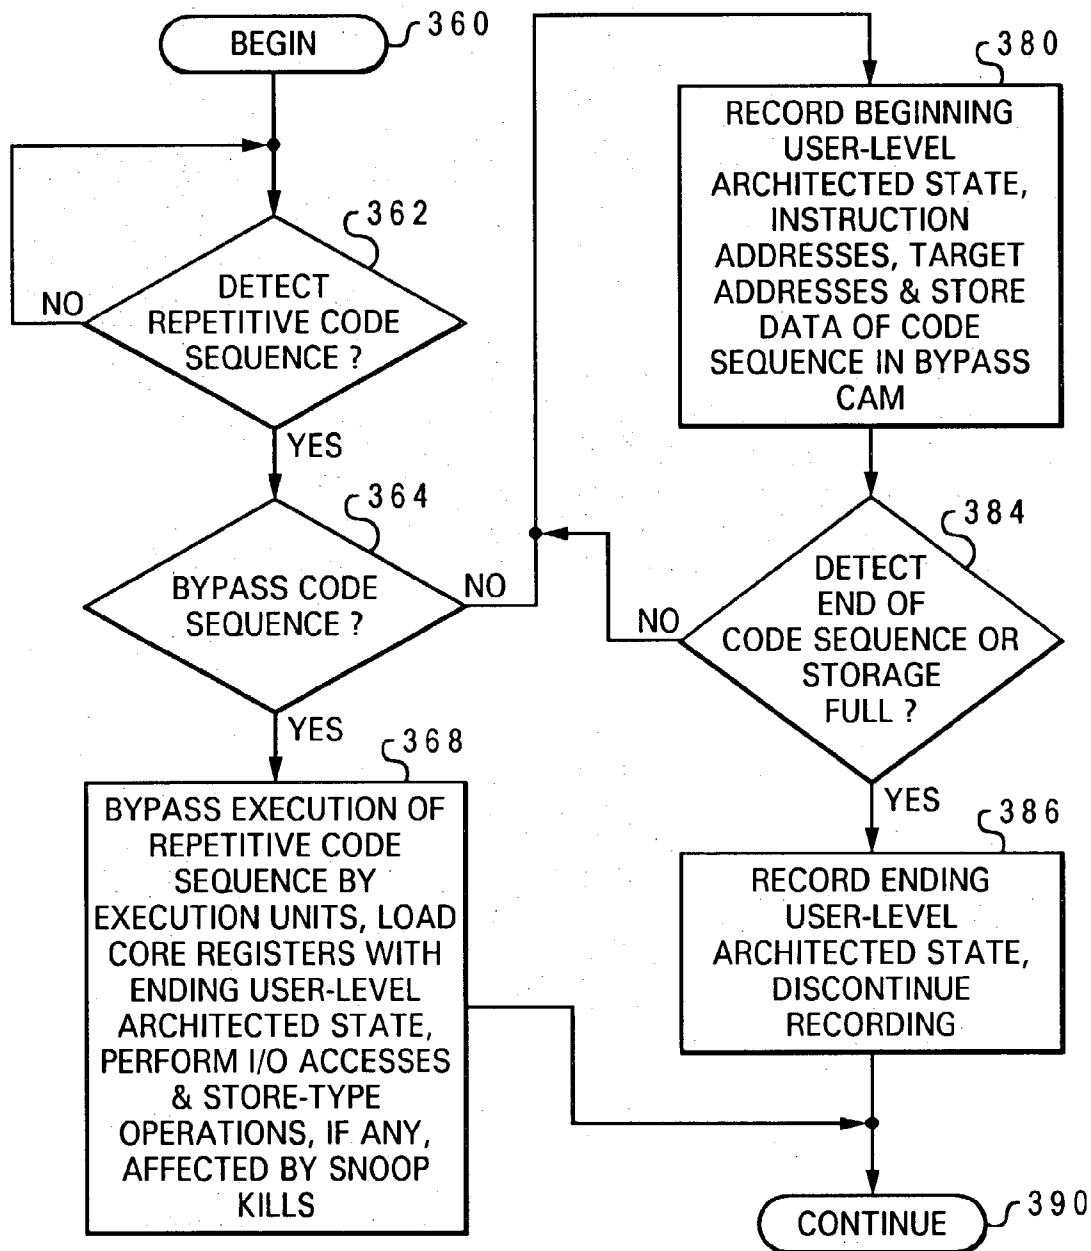 BEGIN
360
362
DETECT
REPETITIVE CODE
SEQUENCE ?
NO
YES
364
BYPASS CODE
SEQUENCE ?
NO
YES
368
BYPASS EXECUTION OF
REPETITIVE CODE
SEQUENCE BY
EXECUTION UNITS, LOAD
CORE REGISTERS WITH
ENDING USER-LEVEL
ARCHITECTED STATE,
PERFORM I/O ACCESSES
& STORE-TYPE
OPERATIONS, IF ANY,
AFFECTED BY SNOOP
KILLS
380
RECORD BEGINNING
USER-LEVEL
ARCHITECTED STATE,
INSTRUCTION
ADDRESSES, TARGET
ADDRESSES & STORE
DATA OF CODE
SEQUENCE IN BYPASS
CAM
384
DETECT
END OF
CODE SEQUENCE OR
STORAGE
FULL ?
NO
YES
386
RECORD ENDING
USER-LEVEL
ARCHITECTED STATE,
DISCONTINUE
RECORDING
CONTINUE
390